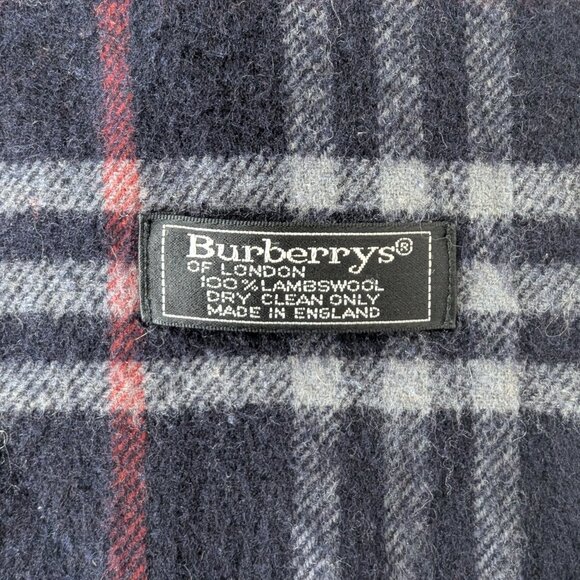 Burberrys®
OF LONDON
100% LAMBSWOOL
DRY CLEAN ONLY
MADE IN ENGLAND